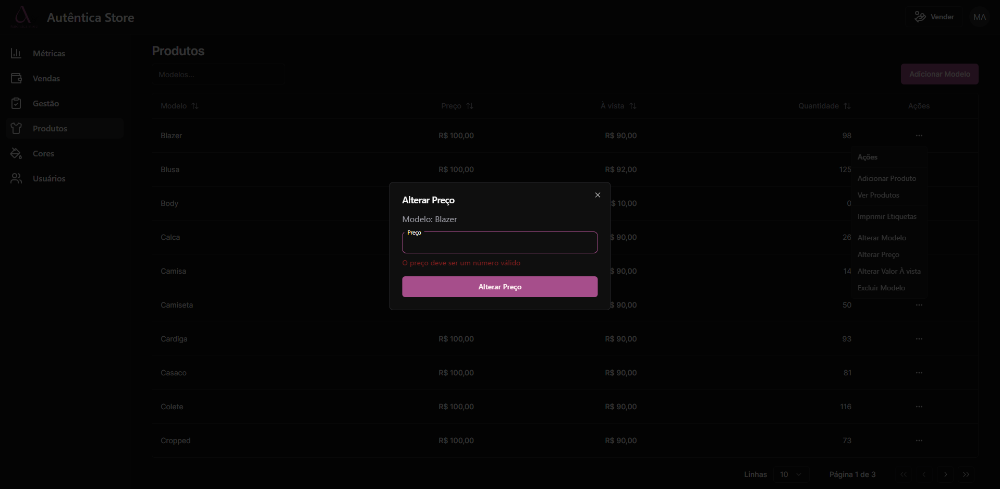 Autêntica Store
Vender
MA
Métricas
Vendas
Gestão
Produtos
Cores
Usuários
Produtos
Modelos...
Adicionar Modelo
Modelo Preço À vista Quantidade Ações
Blazer R$ 100,00 R$ 90,00 98
Blusa R$ 100,00 R$ 92,00 125
Body $ 10,00 0
Calca $ 90,00 26
Camisa $ 90,00 14
Camiseta $ 90,00 50
Cardiga R$ 100,00 R$ 90,00 93
Casaco R$ 100,00 R$ 90,00 81
Colete R$ 100,00 R$ 90,00 116
Cropped R$ 100,00 R$ 90,00 73
Ações
Adicionar Produto
Ver Produtos
Imprimir Etiquetas
Alterar Modelo
Alterar Preço
Alterar Valor À vista
Excluir Modelo
Alterar Preço
Modelo: Blazer
Preço
O preço deve ser um número válido
Alterar Preço
Linhas 10 Página 1 de 3